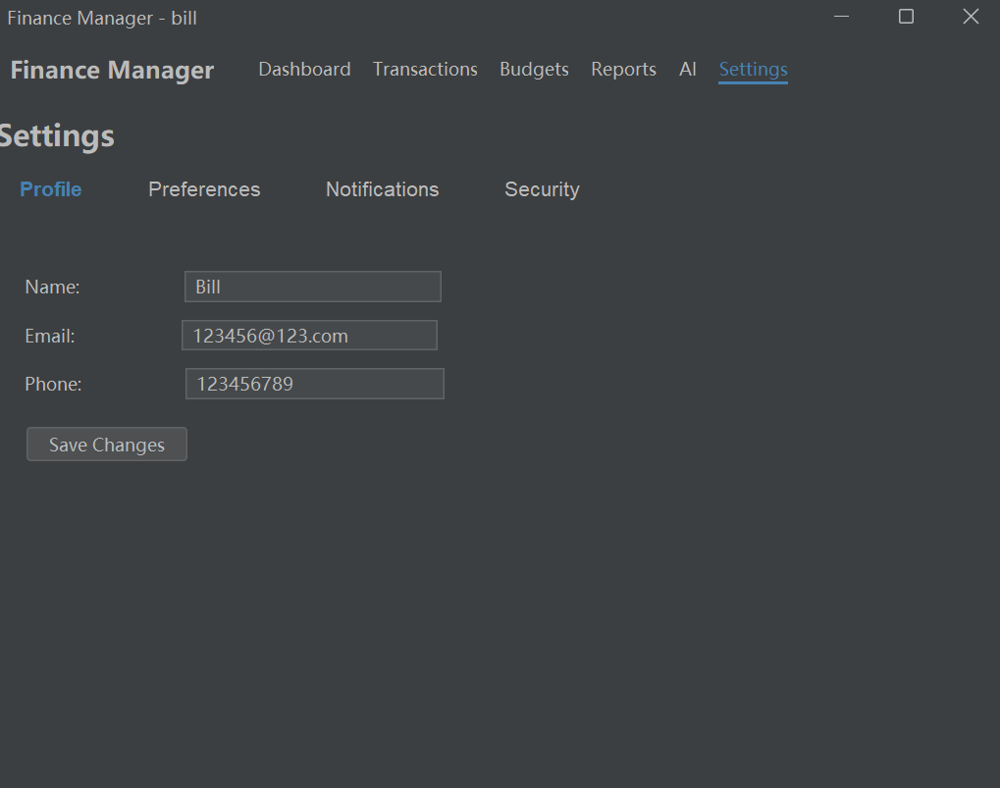 Finance Manager - bill
Finance Manager Dashboard Transactions Budgets Reports AI Settings
Settings
Profile Preferences Notifications Security
Name: Bill
Email: 123456@123.com
Phone: 123456789
Save Changes